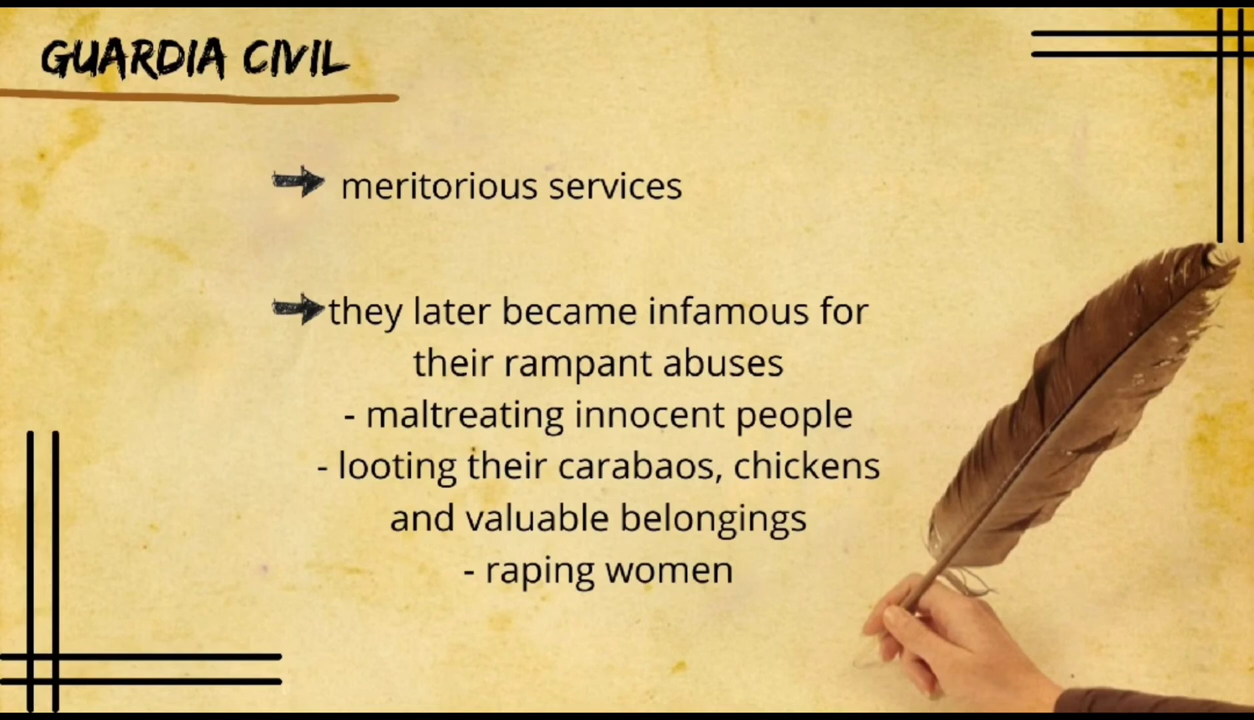 GUARDIA CIVIL
meritorious services
they later became infamous for
their rampant abuses
- maltreating innocent people
- looting their carabaos, chickens
and valuable belongings
- raping women